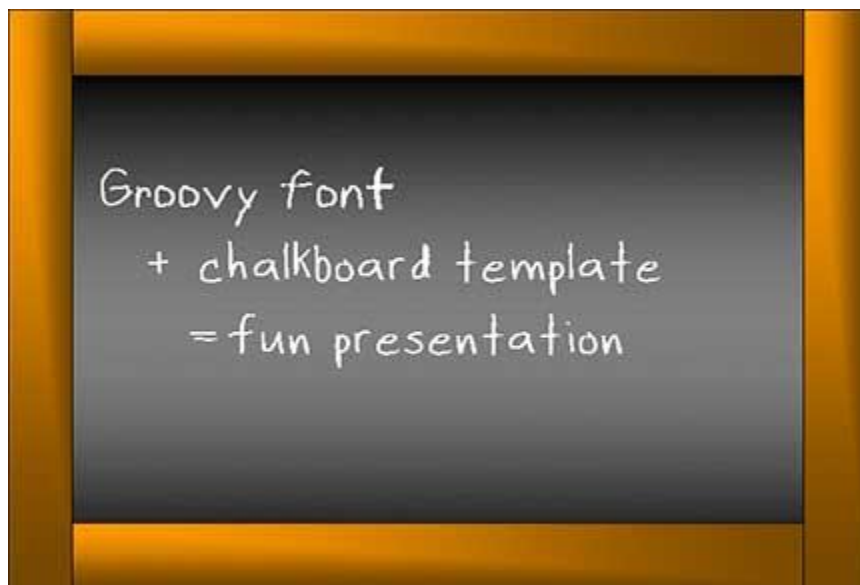 Groovy font
+ chalkboard template
= fun presentation